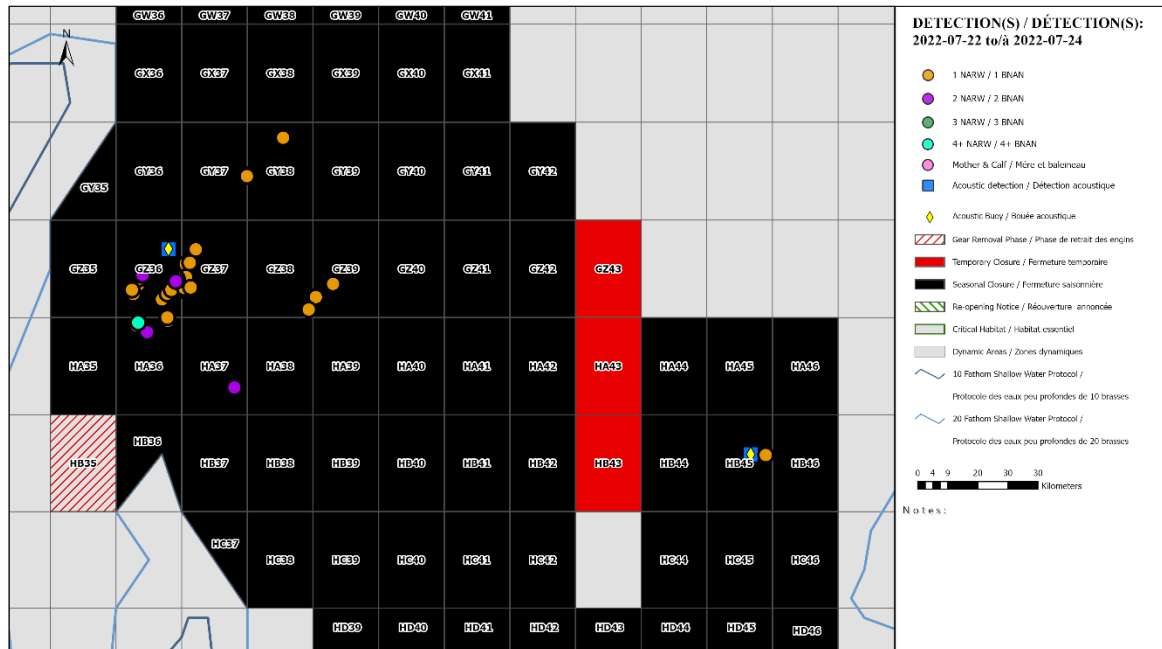 GW36 GW37 GW38 GW39 GW40 GW41
N
GX36 GX37 GX38 GX39 GX40 GX41
GY35 GY36 GY37 GY38 GY39 GY40 GY41 GY42
GZ35 GZ36 GZ37 GZ38 GZ39 GZ40 GZ41 GZ42 GZ43
HA35 HA36 HA37 HA38 HA39 HA40 HA41 HA42 HA43 HA44 HA45 HA46
HB35 HB36 HB37 HB38 HB39 HB40 HB41 HB42 HB43 HB44 HB45 HB46
HC37 HC38 HC39 HC40 HC41 HC42 HC44 HC45 HC46
HD39 HD40 HD41 HD42 HD43 HD44 HD45 HD46
DETECTION(S) / DÉTECTION(S):
2022-07-22 to/à 2022-07-24
1 NARW / 1 BNAN
2 NARW / 2 BNAN
3 NARW / 3 BNAN
4+ NARW / 4+ BNAN
Mother & Calf / Mére et baleineau
Acoustic detection / Détection acoustique
Acoustic Buoy / Bouée acoustique
Gear Removal Phase / Phase de retrait des engins
Temporary Closure / Fermeture temporaire
Seasonal Closure / Fermeture saisonnière
Re-opening Notice / Réouverture annoncée
Critical Habitat / Habitat essentiel
Dynamic Areas / Zones dynamiques
10 Fathom Shallow Water Protocol /
Protocole des eaux peu profondes de 10 brasses
20 Fathom Shallow Water Protocol /
Protocole des eaux peu profondes de 20 brasses
0 4 9 20 30
Kilometers
Notes: